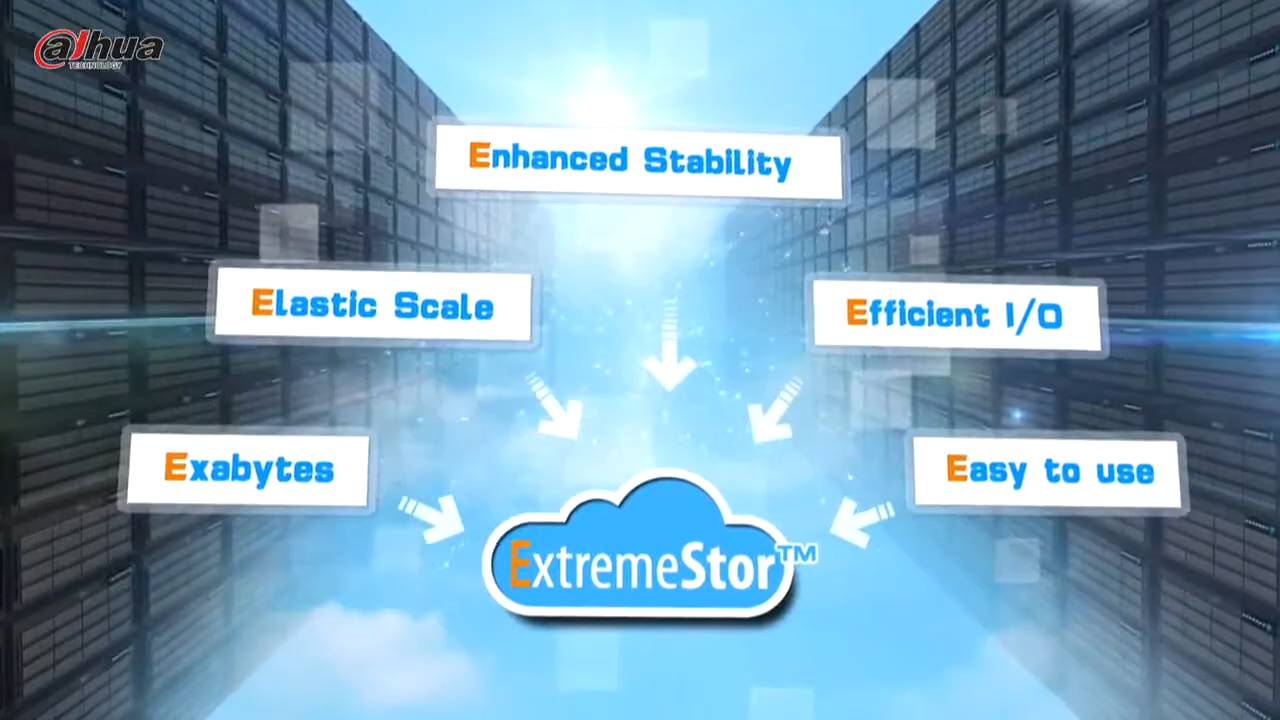 alhua
TECHNOLOGY
Enhanced Stability
Elastic Scale
Efficient I/O
Exabytes
Easy to use
ExtremeStor™